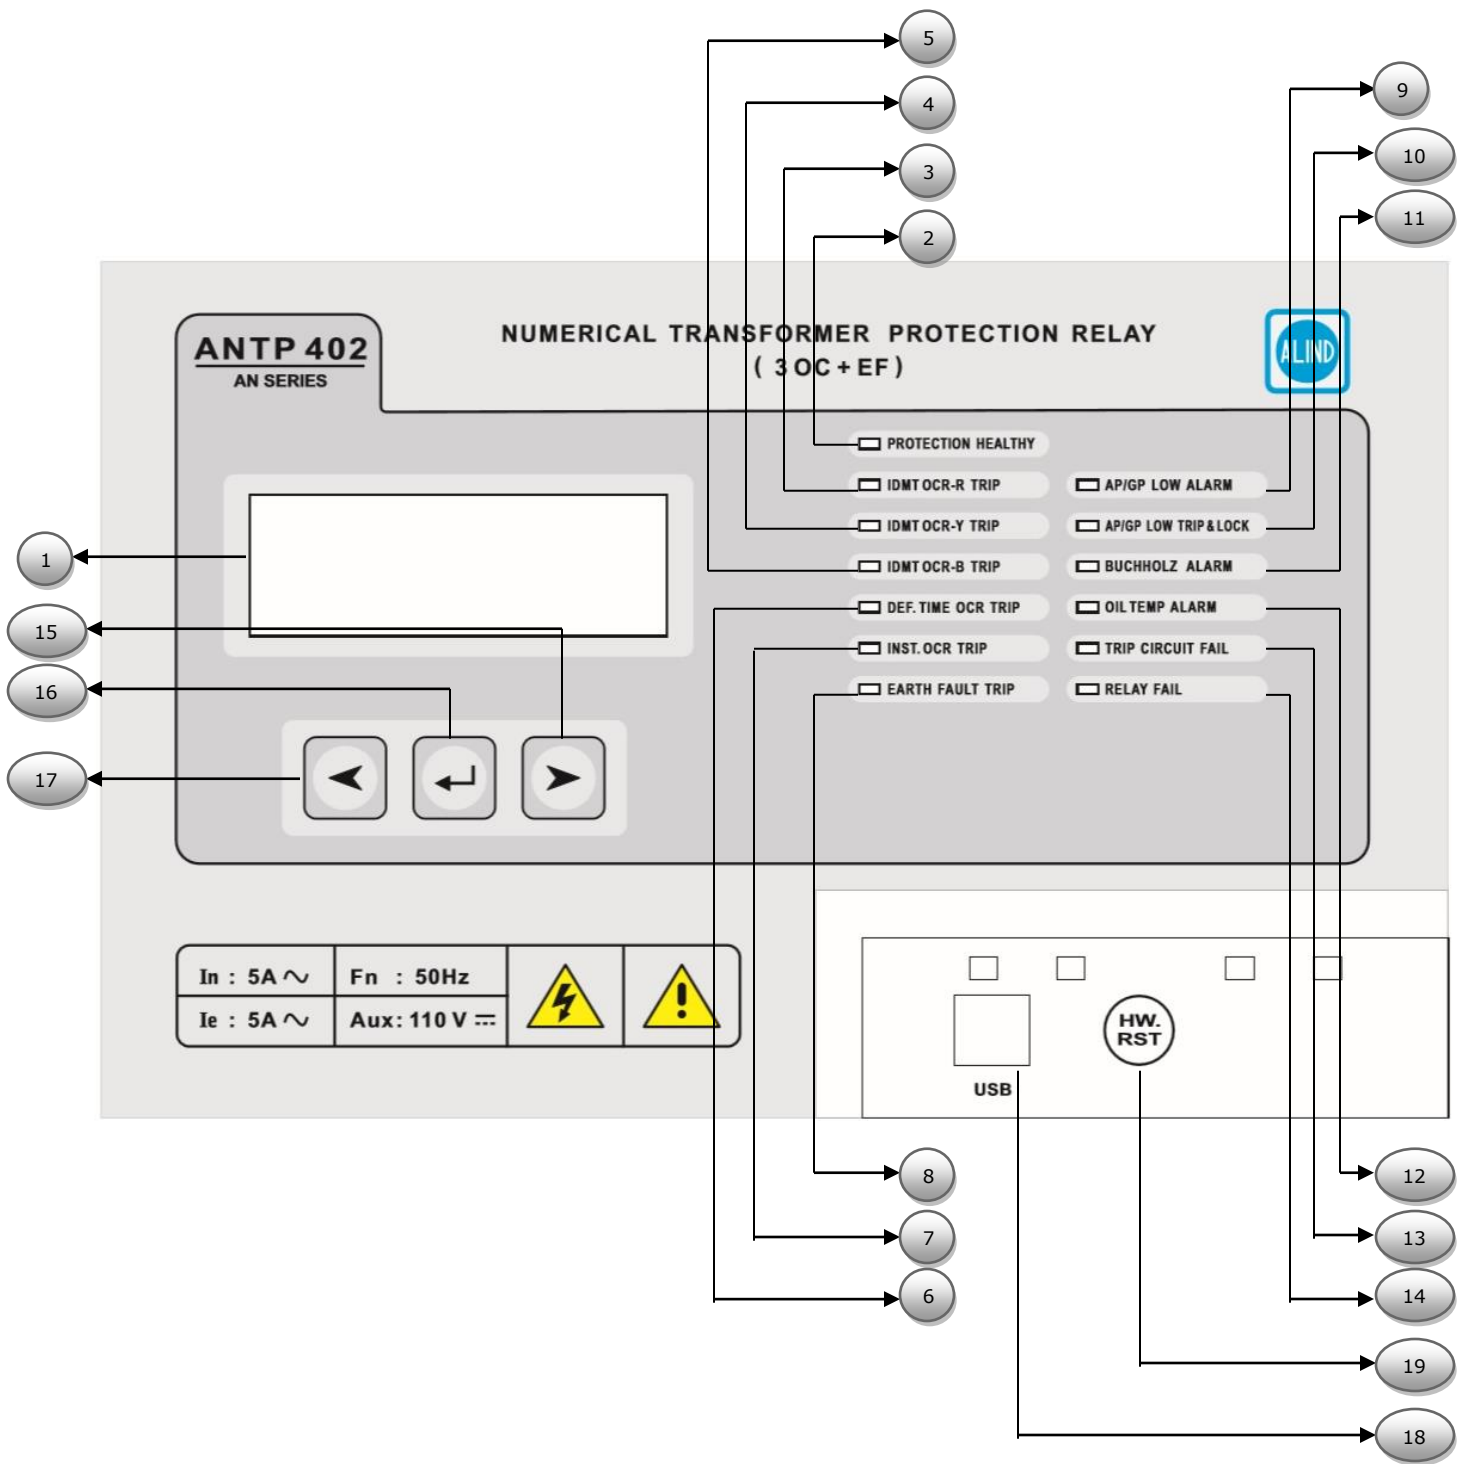 5
4
3
2
9
10
11
ANTP 402
AN SERIES
NUMERICAL TRANSFORMER PROTECTION RELAY
( 3 OC + EF )
ALIND
PROTECTION HEALTHY
IDMT OCR-R TRIP
AP/GP LOW ALARM
IDMT OCR-Y TRIP
AP/GP LOW TRIP & LOCK
IDMT OCR-B TRIP
BUCHHOLZ ALARM
DEF. TIME OCR TRIP
OIL TEMP ALARM
INST. OCR TRIP
TRIP CIRCUIT FAIL
EARTH FAULT TRIP
RELAY FAIL
1
15
16
17
In : 5A ∿
Fn : 50Hz
Ie : 5A ∿
Aux: 110 V ⎓
!
HW.
RST
USB
8
7
6
12
13
14
19
18